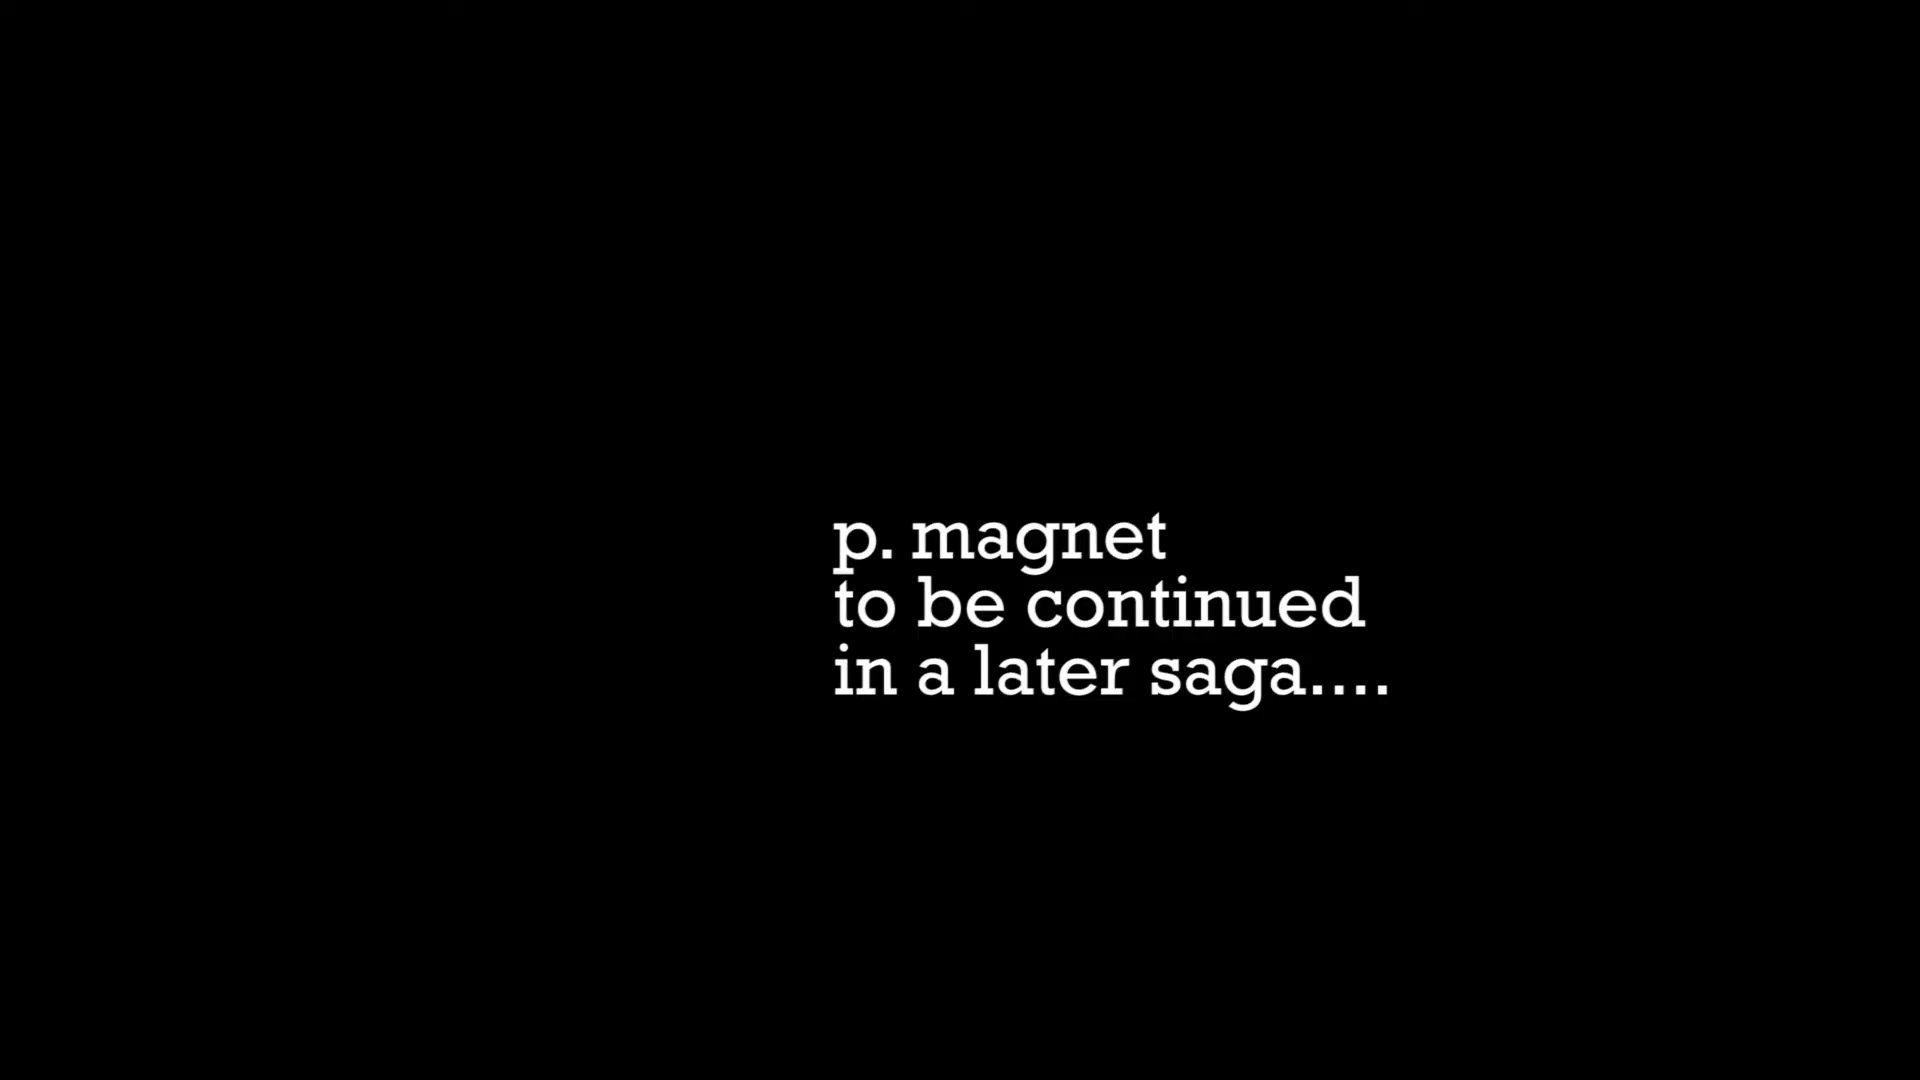 p. magnet
to be continued
in a later saga....